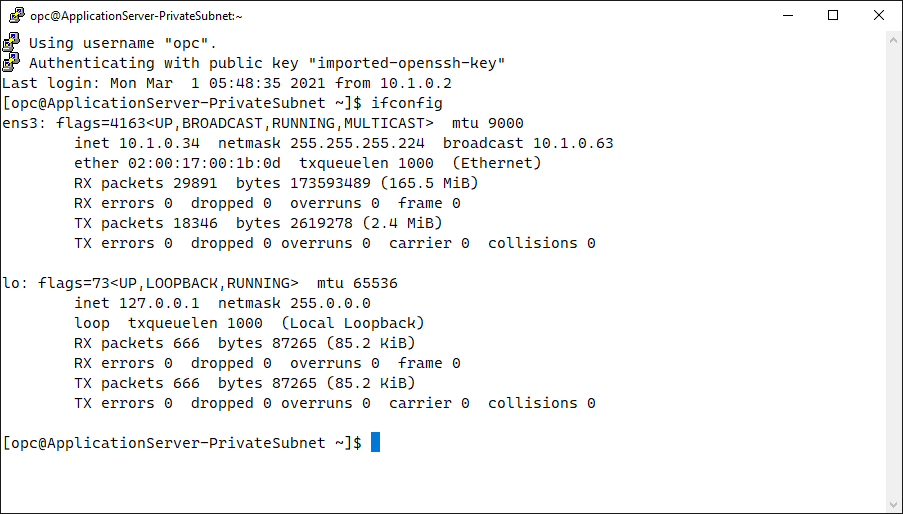 opc@ApplicationServer-PrivateSubnet:~
Using username "opc".
Authenticating with public key "imported-openssh-key"
Last login: Mon Mar  1 05:48:35 2021 from 10.1.0.2
[opc@ApplicationServer-PrivateSubnet ~]$ ifconfig
ens3: flags=4163<UP,BROADCAST,RUNNING,MULTICAST>  mtu 9000
        inet 10.1.0.34  netmask 255.255.255.224  broadcast 10.1.0.63
        ether 02:00:17:00:1b:0d  txqueuelen 1000  (Ethernet)
        RX packets 29891  bytes 173593489 (165.5 MiB)
        RX errors 0  dropped 0  overruns 0  frame 0
        TX packets 18346  bytes 2619278 (2.4 MiB)
        TX errors 0  dropped 0 overruns 0  carrier 0  collisions 0

lo: flags=73<UP,LOOPBACK,RUNNING>  mtu 65536
        inet 127.0.0.1  netmask 255.0.0.0
        loop  txqueuelen 1000  (Local Loopback)
        RX packets 666  bytes 87265 (85.2 KiB)
        RX errors 0  dropped 0  overruns 0  frame 0
        TX packets 666  bytes 87265 (85.2 KiB)
        TX errors 0  dropped 0 overruns 0  carrier 0  collisions 0

[opc@ApplicationServer-PrivateSubnet ~]$